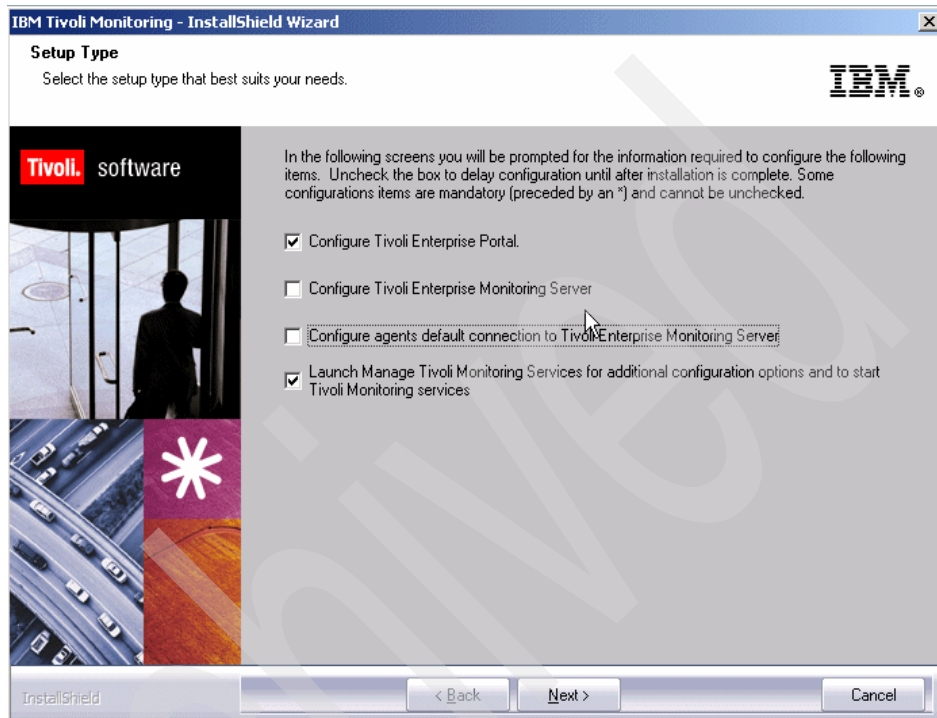 IBM Tivoli Monitoring - InstallShield Wizard
Setup Type
Select the setup type that best suits your needs.
IBM®
Tivoli. software
In the following screens you will be prompted for the information required to configure the following
items. Uncheck the box to delay configuration until after installation is complete. Some
configurations items are mandatory (preceded by an *) and cannot be unchecked.
Configure Tivoli Enterprise Portal.
Configure Tivoli Enterprise Monitoring Server
Configure agents default connection to Tivoli Enterprise Monitoring Server
Launch Manage Tivoli Monitoring Services for additional configuration options and to start
Tivoli Monitoring services
InstallShield
< Back
Next >
Cancel